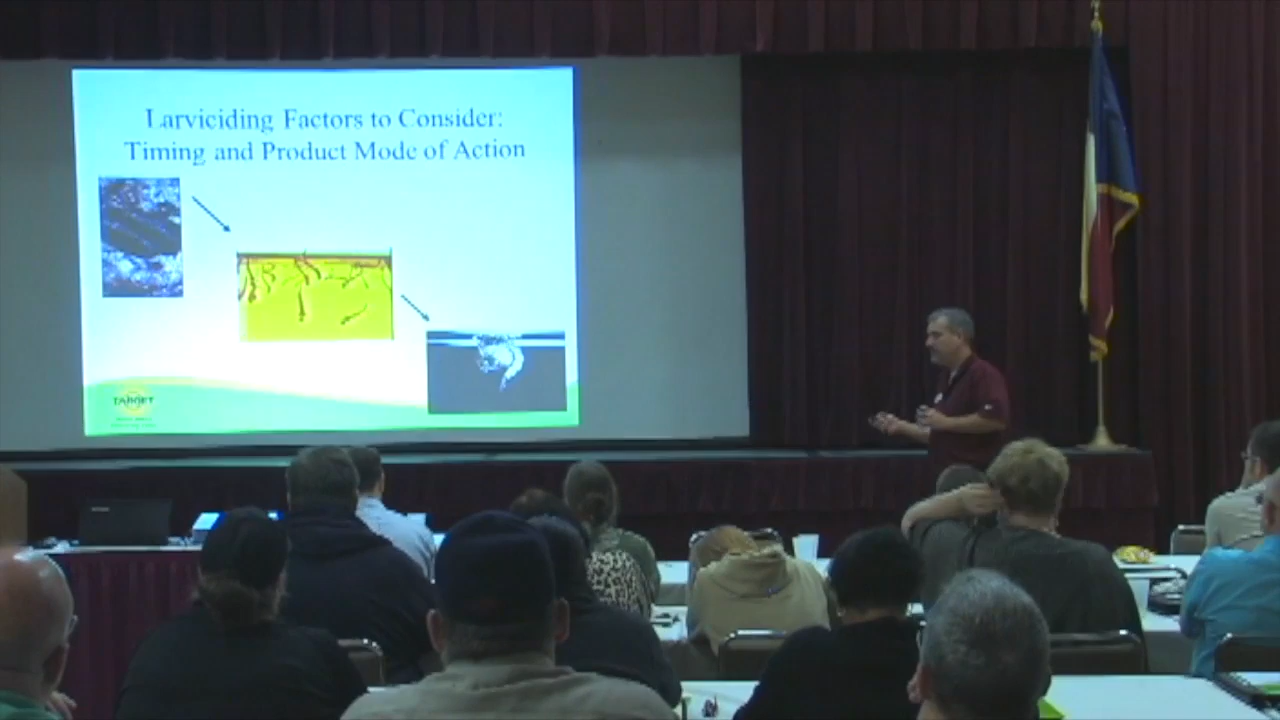 Larviciding Factors to Consider:
Timing and Product Mode of Action
TARGET